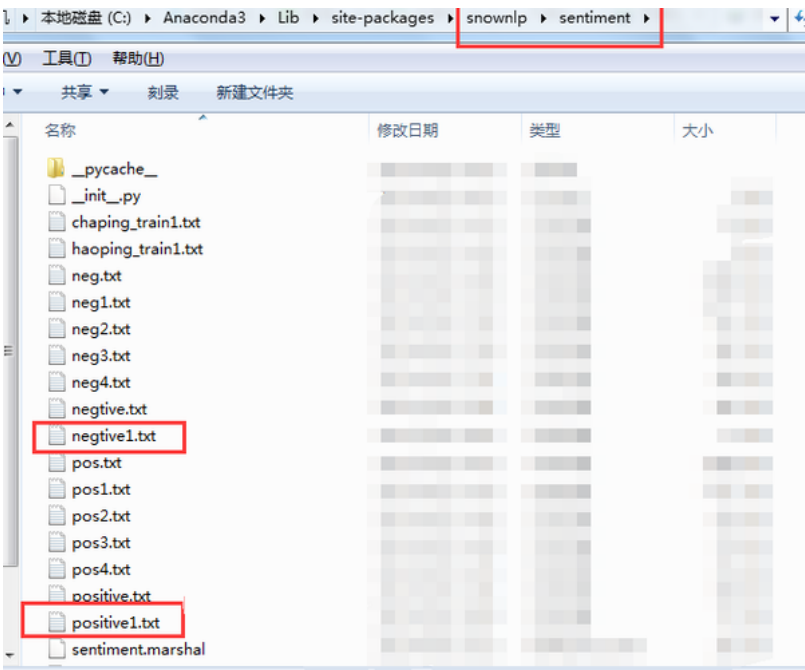 本地磁盘 (C:) ▸ Anaconda3 ▸ Lib ▸ site-packages ▸ snownlp ▸ sentiment ▸
(V) 工具(T) 帮助(H)
共享 刻录 新建文件夹
名称 修改日期 类型 大小
__pycache__
__init__.py
chaping_train1.txt
haoping_train1.txt
neg.txt
neg1.txt
neg2.txt
neg3.txt
neg4.txt
negtive.txt
negtive1.txt
pos.txt
pos1.txt
pos2.txt
pos3.txt
pos4.txt
positive.txt
positive1.txt
sentiment.marshal